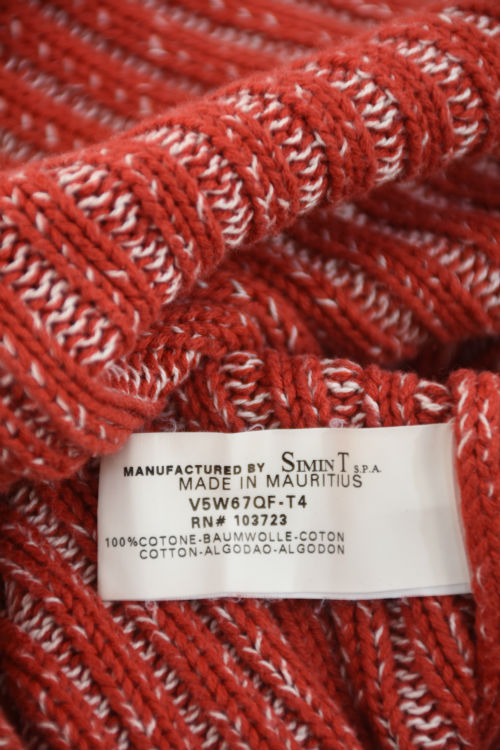 MANUFACTURED BY SIMINT S.P.A.
MADE IN MAURITIUS
V5W67QF-T4
RN# 103723
100%COTONE-BAUMWOLLE-COTON
COTTON-ALGODAO-ALGODON